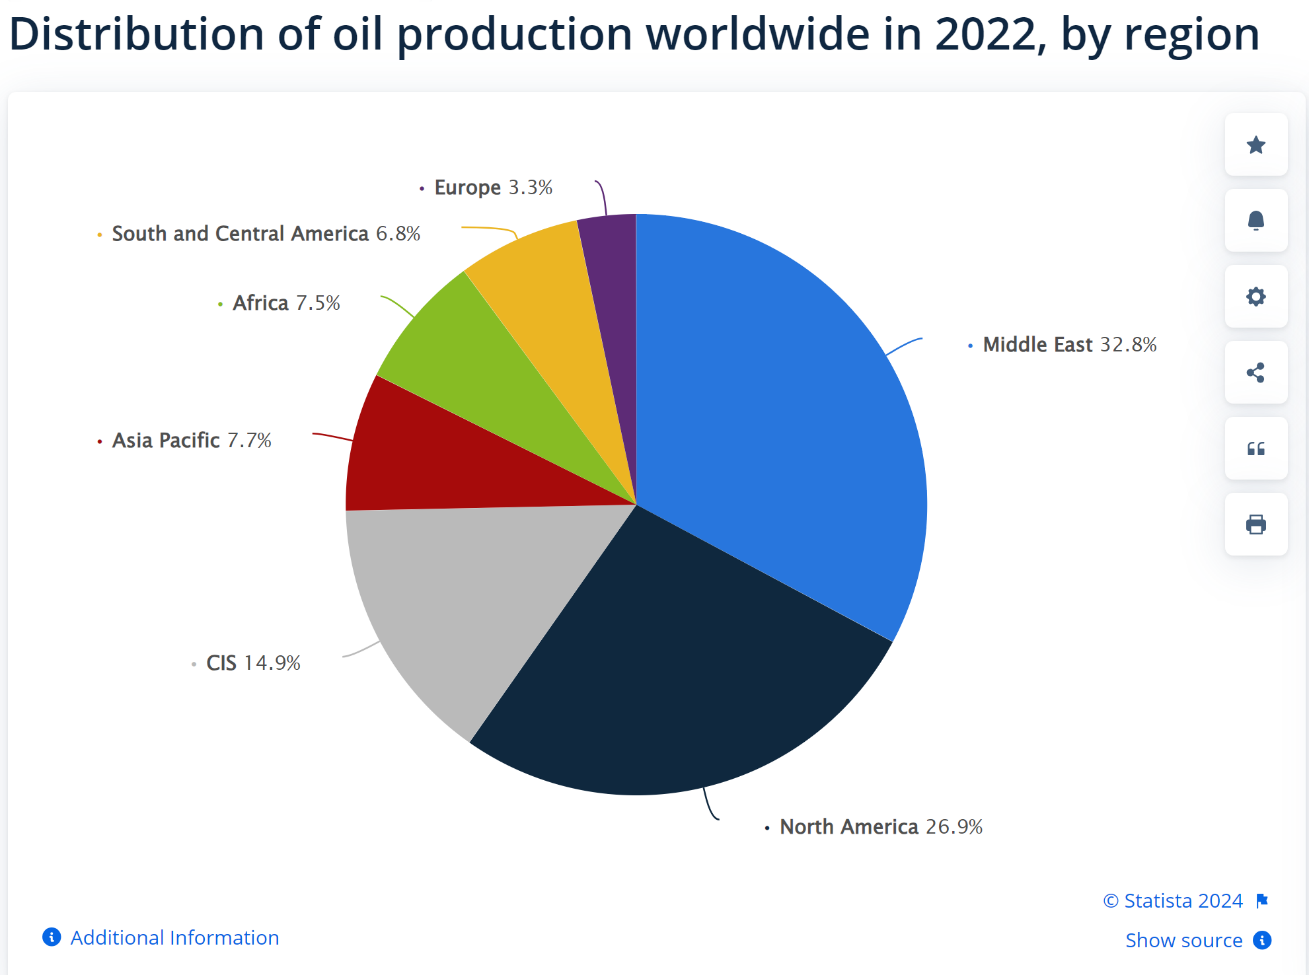 Distribution of oil production worldwide in 2022, by region
Europe 3.3%
South and Central America 6.8%
Africa 7.5%
Middle East 32.8%
Asia Pacific 7.7%
CIS 14.9%
North America 26.9%
© Statista 2024
Additional Information
Show source